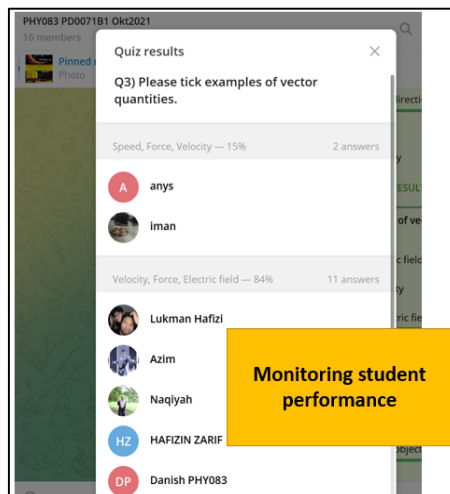 PHY083 PD0071B1 Okt2021
16 members
Pinned
Photo
Quiz results
Q3) Please tick examples of vector
quantities.
Speed, Force, Velocity — 15% 2 answers
A anys
iman
Velocity, Force, Electric field — 84% 11 answers
Lukman Hafizi
Azim
Naqiyah
HZ HAFIZIN ZARIF
DP Danish PHY083
Monitoring student
performance